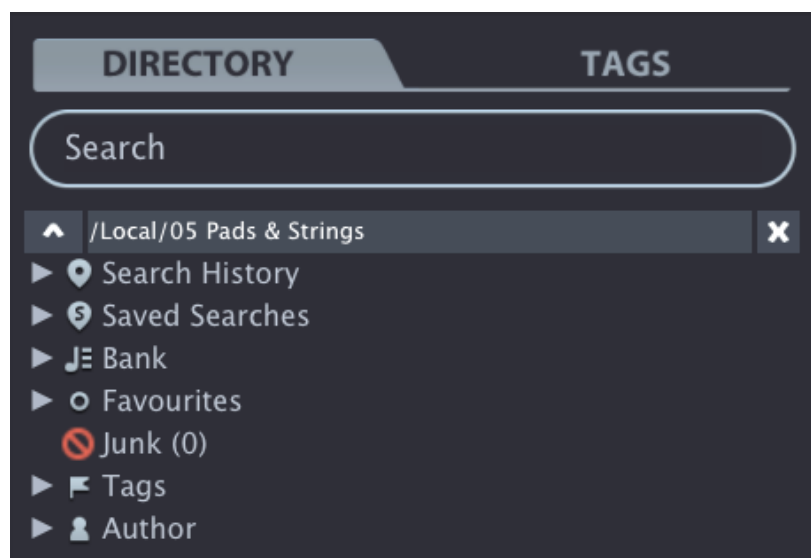 DIRECTORY TAGS
Search
/Local/05 Pads & Strings
Search History
S Saved Searches
Bank
Favourites
Junk (0)
Tags
Author